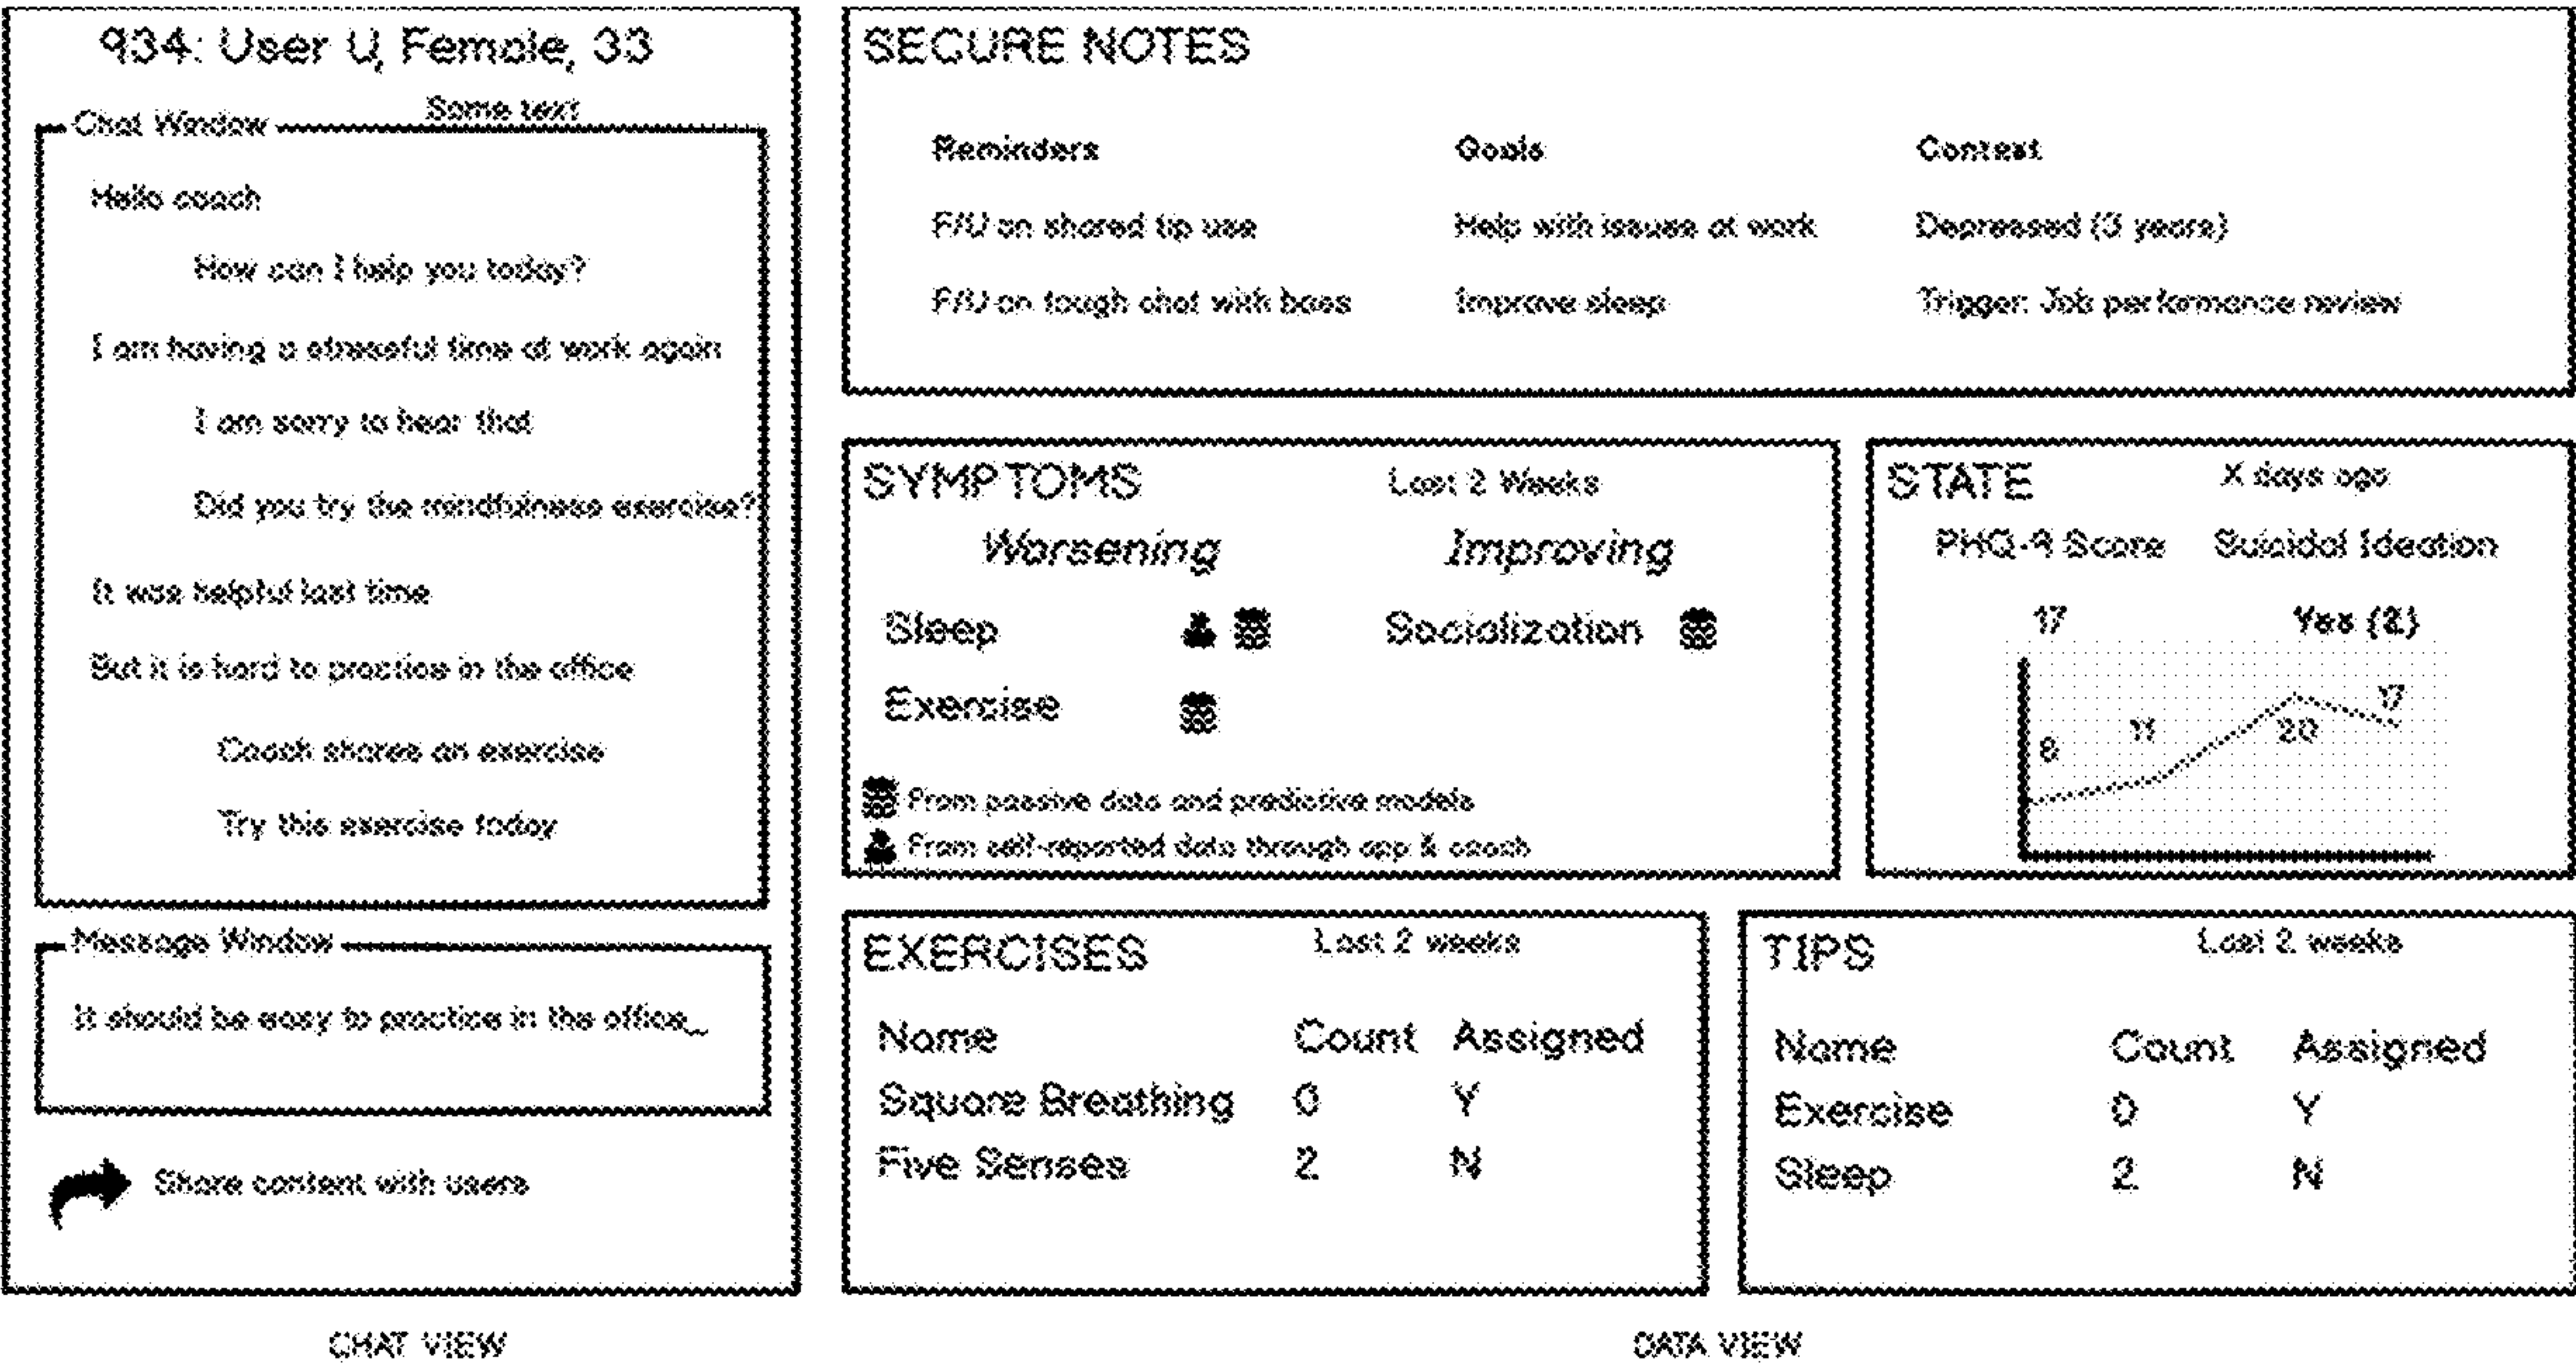 934: User U, Female, 33
Some text
Chat Window
Hello coach
How can I help you today?
I am having a stressful time at work again
I am sorry to hear that
Did you try the mindfulness exercise?
It was helpful last time
But it is hard to practice in the office
Coach shares an exercise
Try this exercise today
Message Window
It should be easy to practice in the office_
Share content with users
CHAT VIEW
SECURE NOTES
Reminders Goals Context
F/U on shared tip use Help with issues at work Depressed (3 years)
F/U on tough chat with boss Improve sleep Trigger: Job performance review
SYMPTOMS Last 2 Weeks
Worsening Improving
Sleep Socialization
Exercise
From passive data and predictive models
From self-reported data through app & coach
STATE X days ago
PHQ-9 Score Suicidal Ideation
17 Yes (2)
8 11 20 17
EXERCISES Last 2 weeks
Name Count Assigned
Square Breathing 0 Y
Five Senses 2 N
TIPS Last 2 weeks
Name Count Assigned
Exercise 0 Y
Sleep 2 N
DATA VIEW